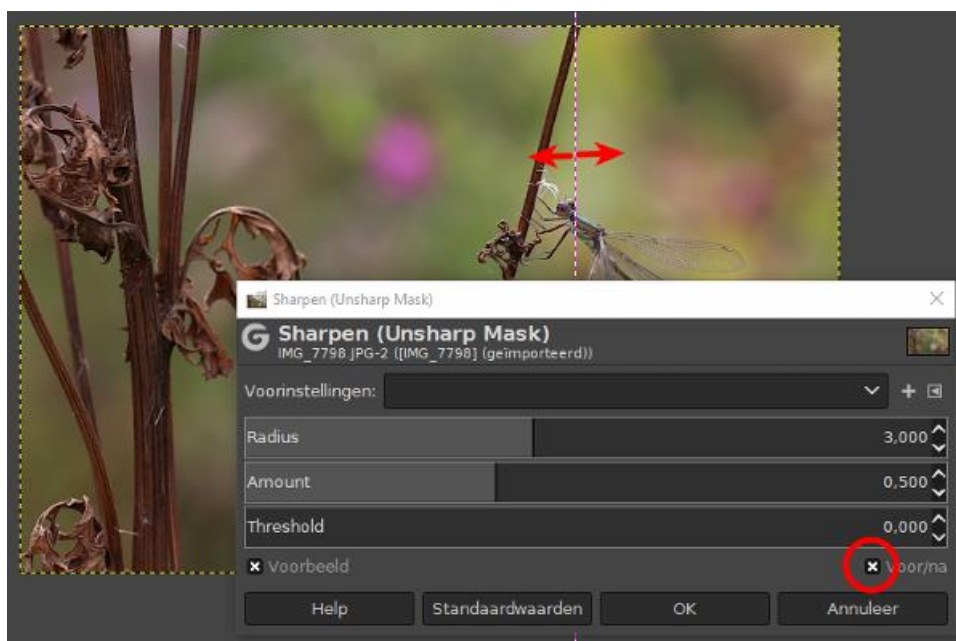 Sharpen (Unsharp Mask)
Sharpen (Unsharp Mask)
IMG_7798.JPG-2 ([IMG_7798] (geïmporteerd))
Voorinstellingen:
Radius 3,000
Amount 0,500
Threshold 0,000
Voorbeeld Voor/na
Help Standaardwaarden OK Annuleer